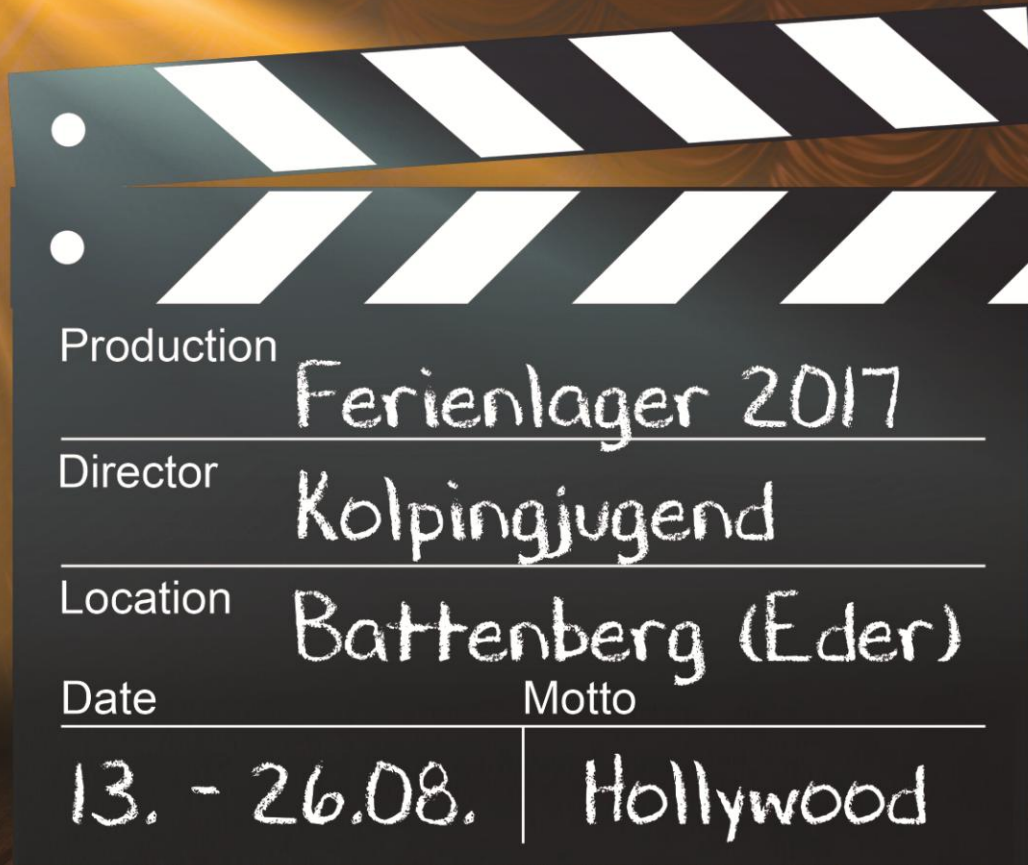 Production
Ferienlager 2017
Director
Kolpingjugend
Location
Battenberg (Eder)
Date
Motto
13. - 26.08.
Hollywood